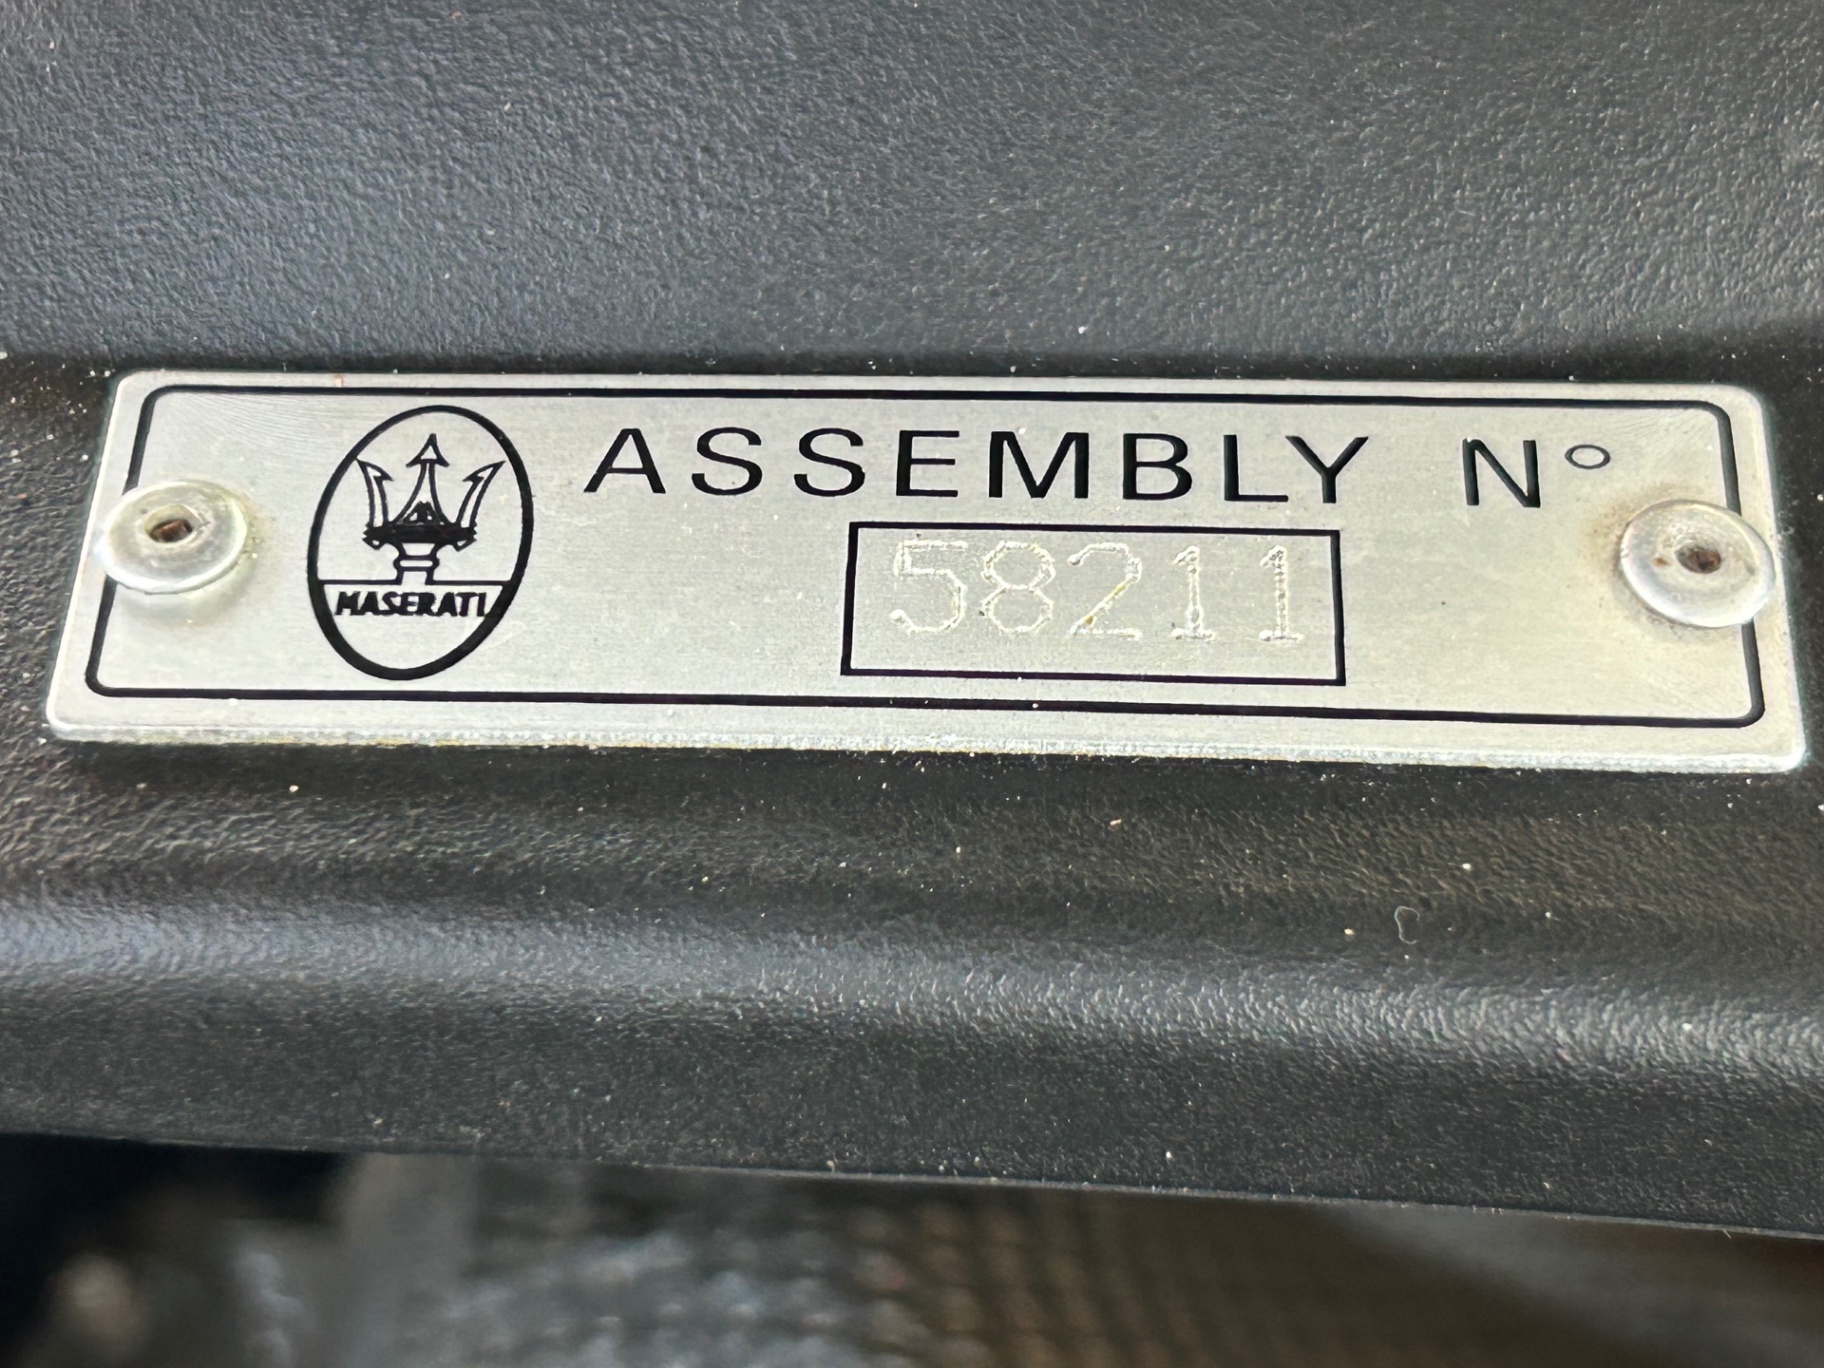 ASSEMBLY N°
MASERATI
58211